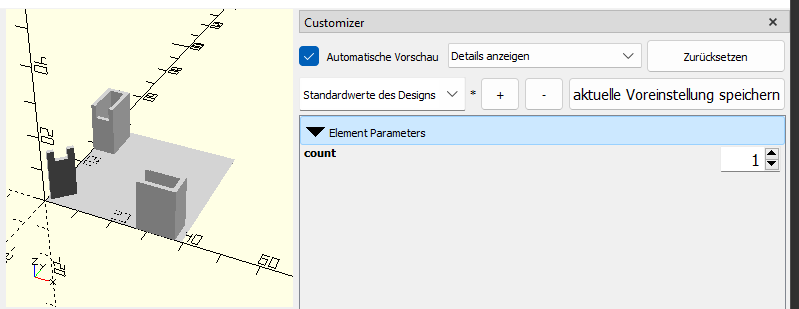 Customizer
Automatische Vorschau
Details anzeigen
Zurücksetzen
Standardwerte des Designs
*
+
-
aktuelle Voreinstellung speichern
Element Parameters
count
1
40
20
20
40
60
Z
Y
X